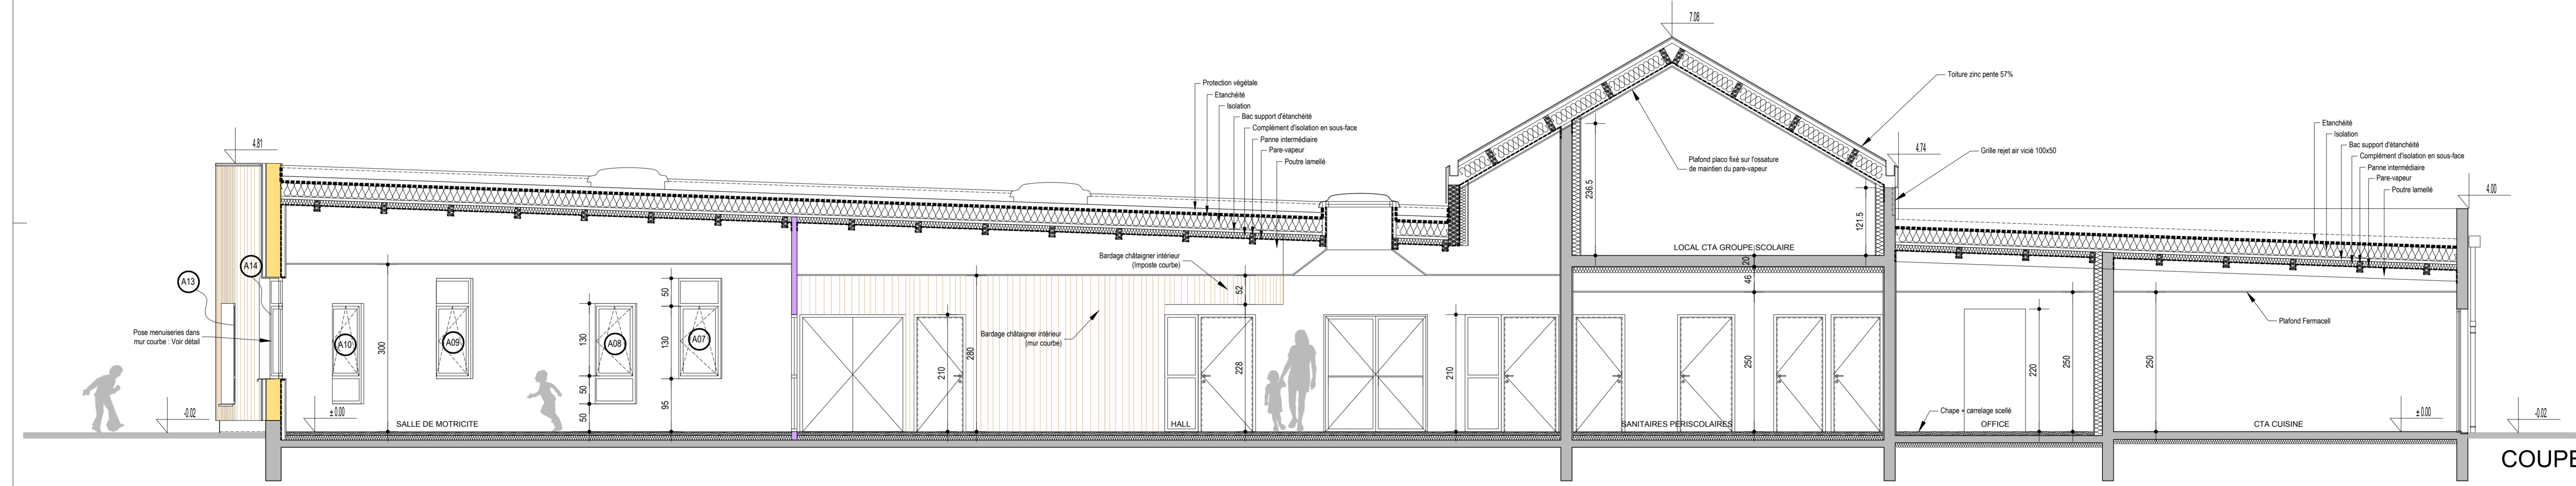 7.08
Toiture zinc pente 57%
Protection végétale
Etanchéité
Isolation
Bac support d'étanchéité
Complément d'isolation en sous-face
Panne intermédiaire
Pare-vapeur
Poutre lamellé
4.81
4.74
Grille rejet air vicié 100x50
Plafond placo fixé sur l'ossature
de maintien du pare-vapeur
Etanchéité
Isolation
Bac support d'étanchéité
Complément d'isolation en sous-face
Panne intermédiaire
Pare-vapeur
Poutre lamellé
4.00
236.5
121.5
LOCAL CTA GROUPE SCOLAIRE
20
46
A13
A14
Bardage châtaigner intérieur
(Imposte courbe)
52
50
Pose menuiseries dans
mur courbe : Voir détail
A10
A09
A08
A07
300
130
130
50
50
95
Bardage châtaigner intérieur
(mur courbe)
280
210
228
210
250
220
250
250
Plafond Fermacell
Chape + carrelage scellé
-0.02
± 0.00
SALLE DE MOTRICITE
HALL
SANITAIRES PERISCOLAIRES
OFFICE
CTA CUISINE
± 0.00
-0.02
COUPE